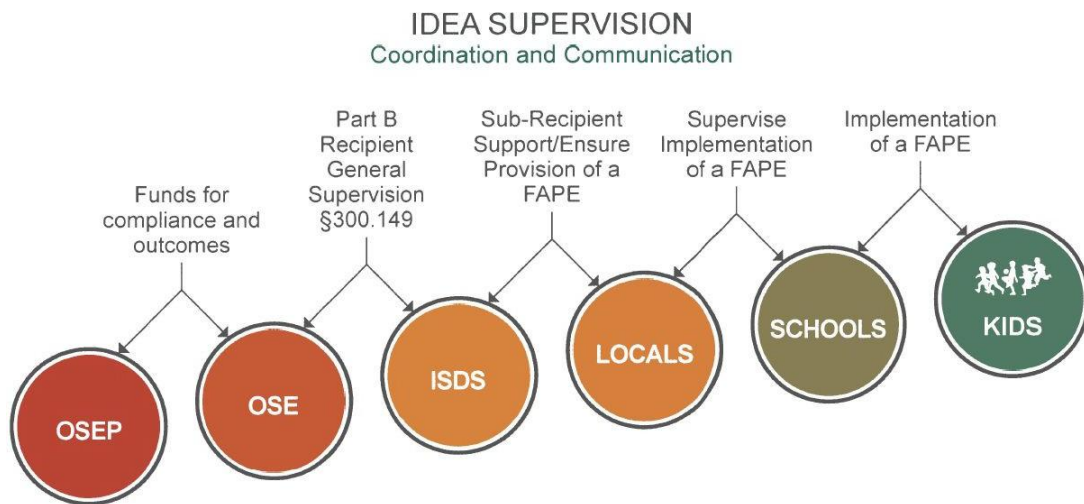 IDEA SUPERVISION
Coordination and Communication
Funds for
compliance and
outcomes
Part B
Recipient
General
Supervision
§300.149
Sub-Recipient
Support/Ensure
Provision of a
FAPE
Supervise
Implementation
of a FAPE
Implementation
of a FAPE
OSEP
OSE
ISDS
LOCALS
SCHOOLS
KIDS